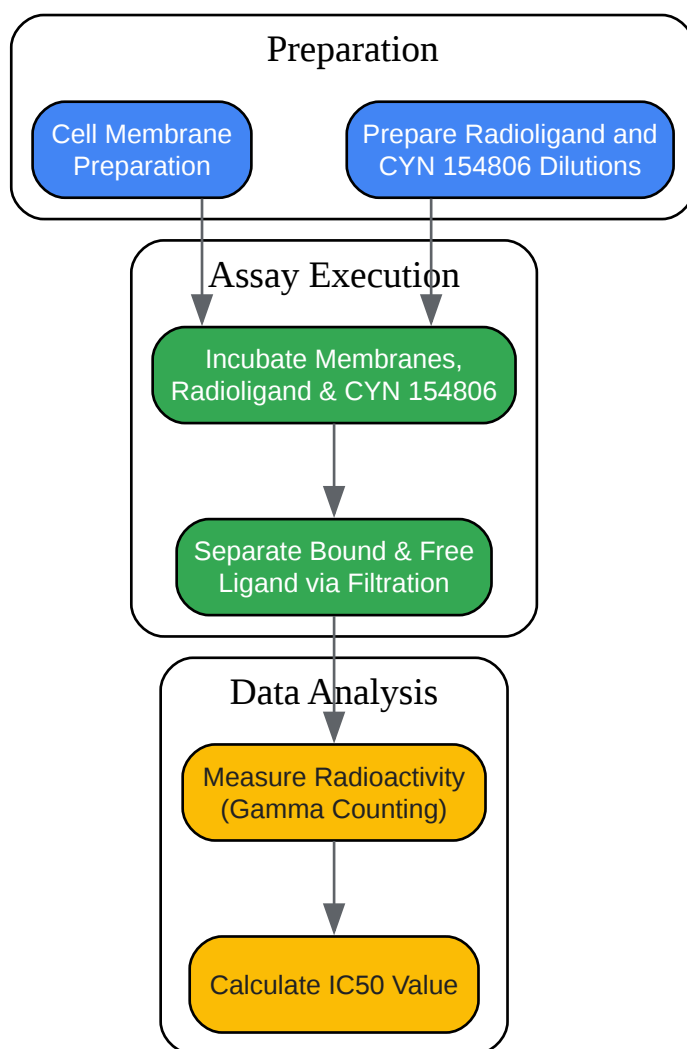 Preparation
Cell Membrane
Preparation
Prepare Radioligand and
CYN 154806 Dilutions
Assay Execution
Incubate Membranes,
Radioligand & CYN 154806
Separate Bound & Free
Ligand via Filtration
Data Analysis
Measure Radioactivity
(Gamma Counting)
Calculate IC50 Value